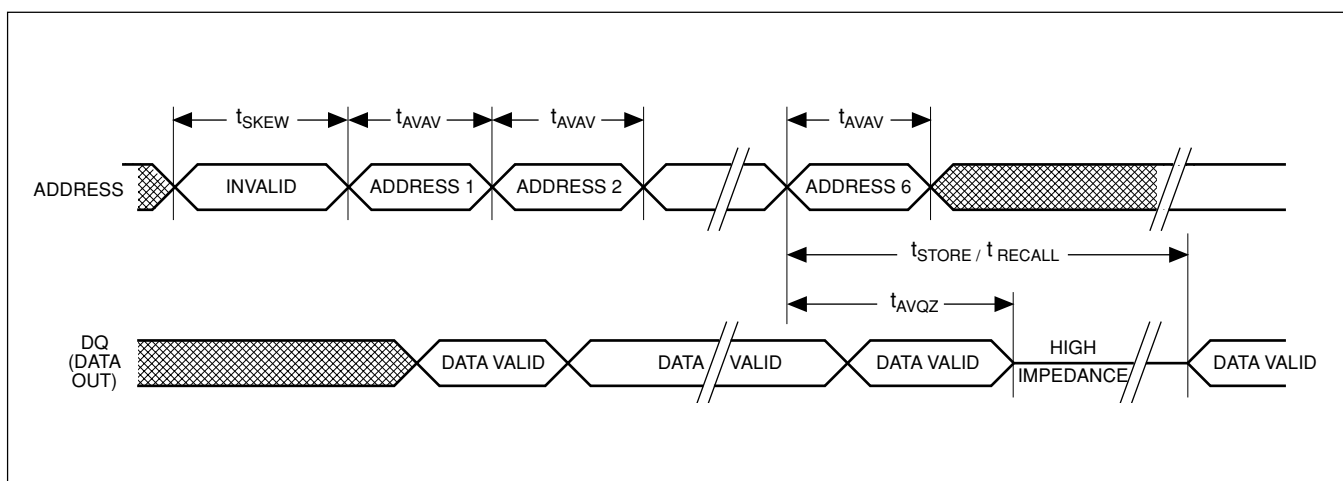 tSKEW tAVAV tAVAV tAVAV
ADDRESS INVALID ADDRESS 1 ADDRESS 2 ADDRESS 6
tSTORE / tRECALL
tAVQZ
DQ
(DATA
OUT)
DATA VALID DATA VALID DATA VALID
HIGH
IMPEDANCE
DATA VALID